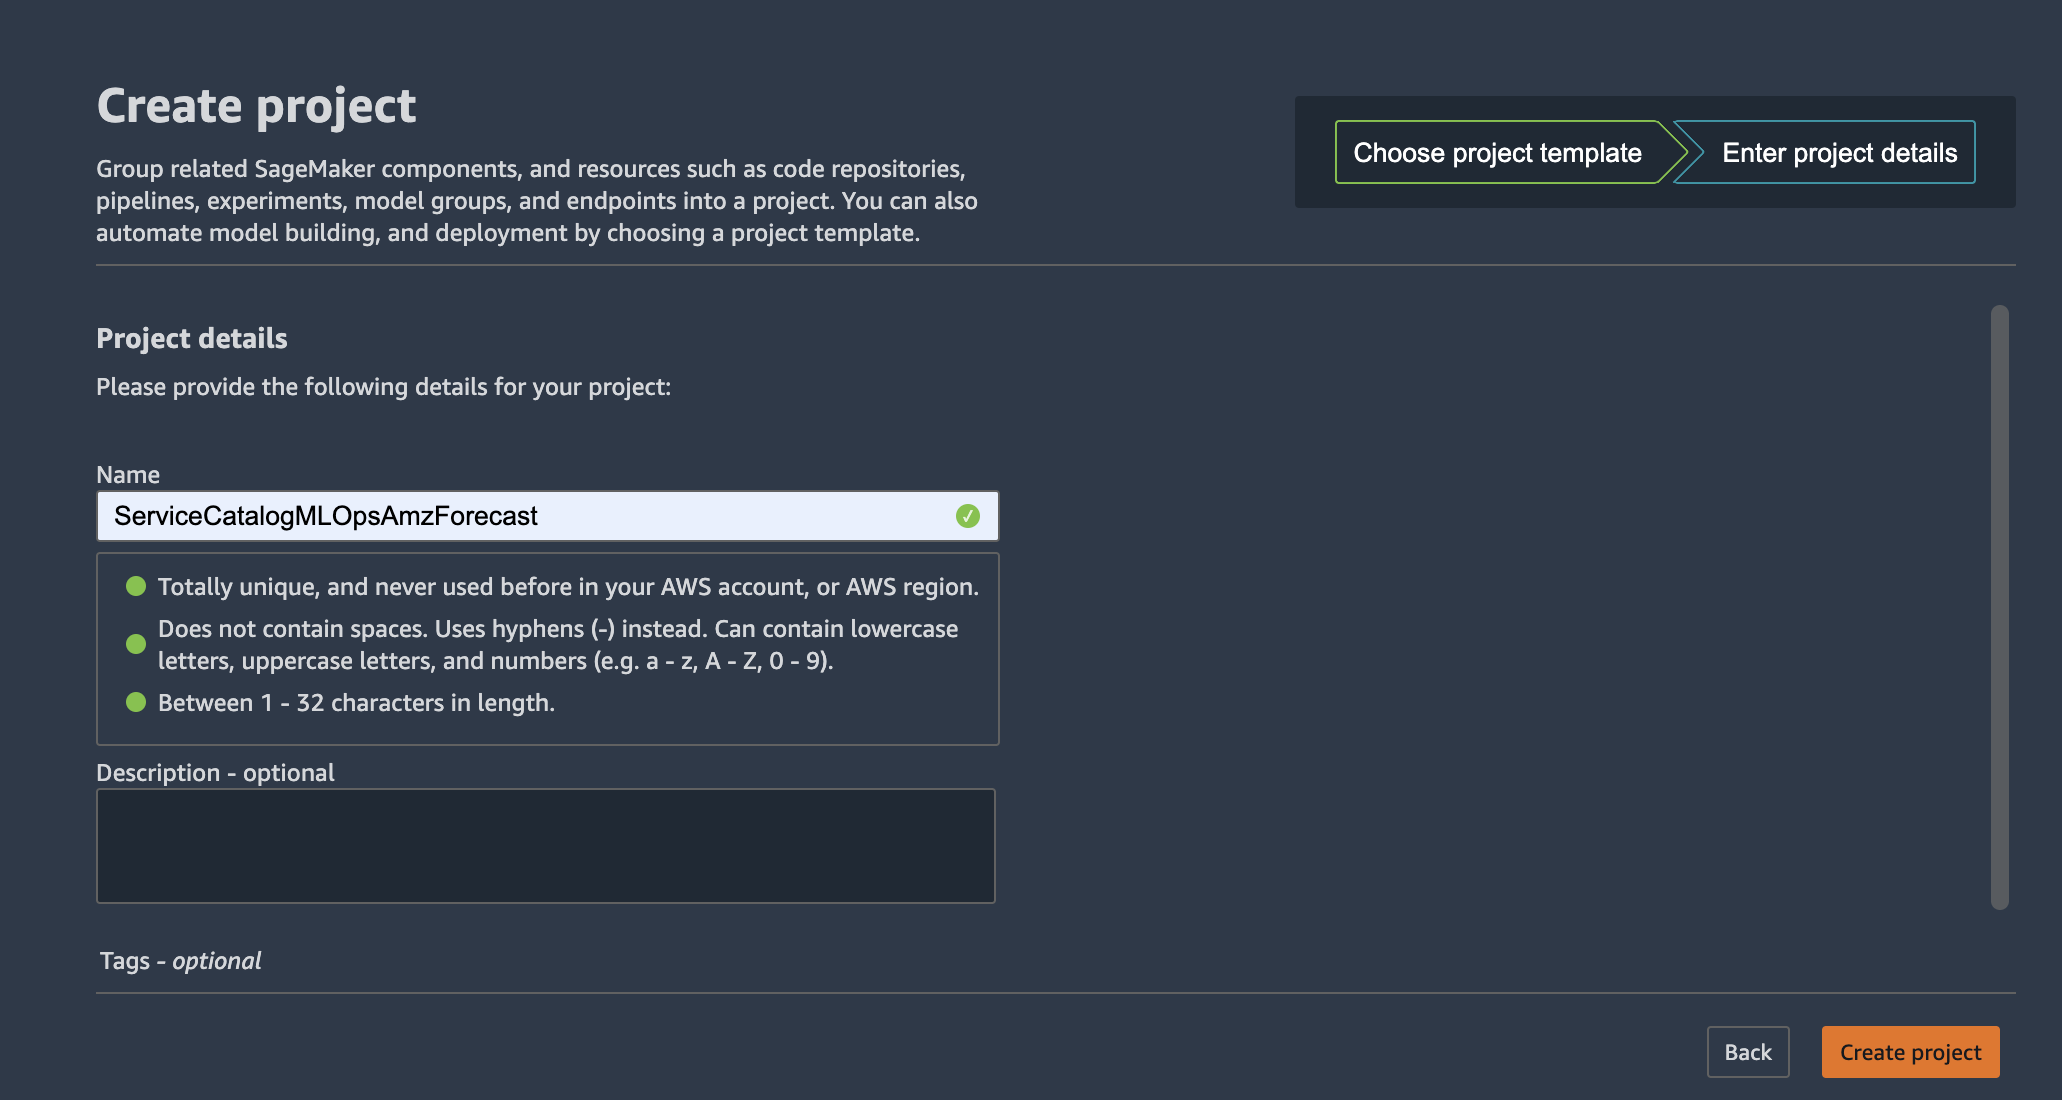 Create project
Group related SageMaker components, and resources such as code repositories,
pipelines, experiments, model groups, and endpoints into a project. You can also
automate model building, and deployment by choosing a project template.
Choose project template
Enter project details
Project details
Please provide the following details for your project:
Name
ServiceCatalogMLOpsAmzForecast
Totally unique, and never used before in your AWS account, or AWS region.
Does not contain spaces. Uses hyphens (-) instead. Can contain lowercase
letters, uppercase letters, and numbers (e.g. a - z, A - Z, 0 - 9).
Between 1 - 32 characters in length.
Description - optional
Tags - optional
Back
Create project